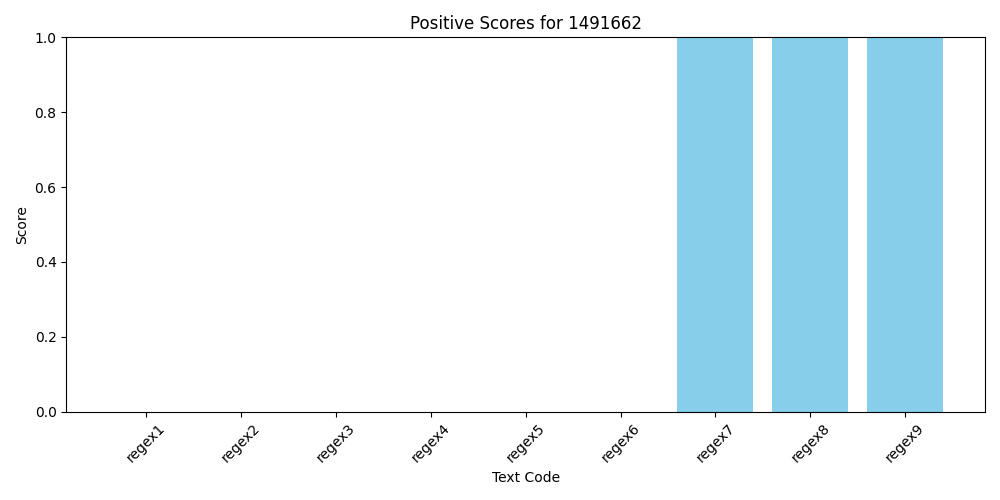 Positive Scores for 1491662
1.0
0.8
0.6
0.4
0.2
0.0
Score
regex1
regex2
regex3
regex4
regex5
regex6
regex7
regex8
regex9
Text Code